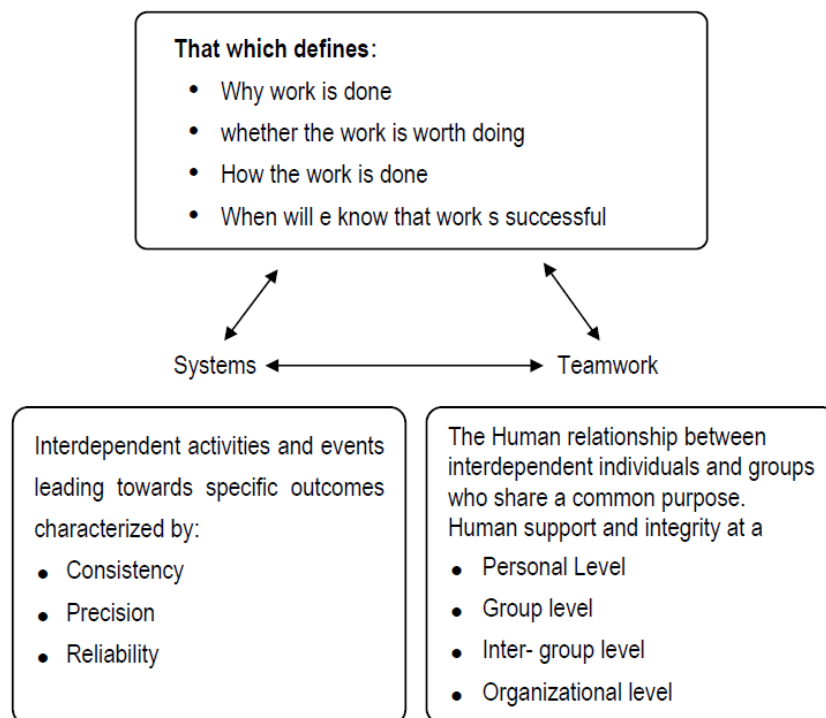 That which defines:
• Why work is done
• whether the work is worth doing
• How the work is done
• When will e know that work s successful
Systems
Teamwork
Interdependent activities and events
leading towards specific outcomes
characterized by:
• Consistency
• Precision
• Reliability
The Human relationship between
interdependent individuals and groups
who share a common purpose.
Human support and integrity at a
• Personal Level
• Group level
• Inter- group level
• Organizational level